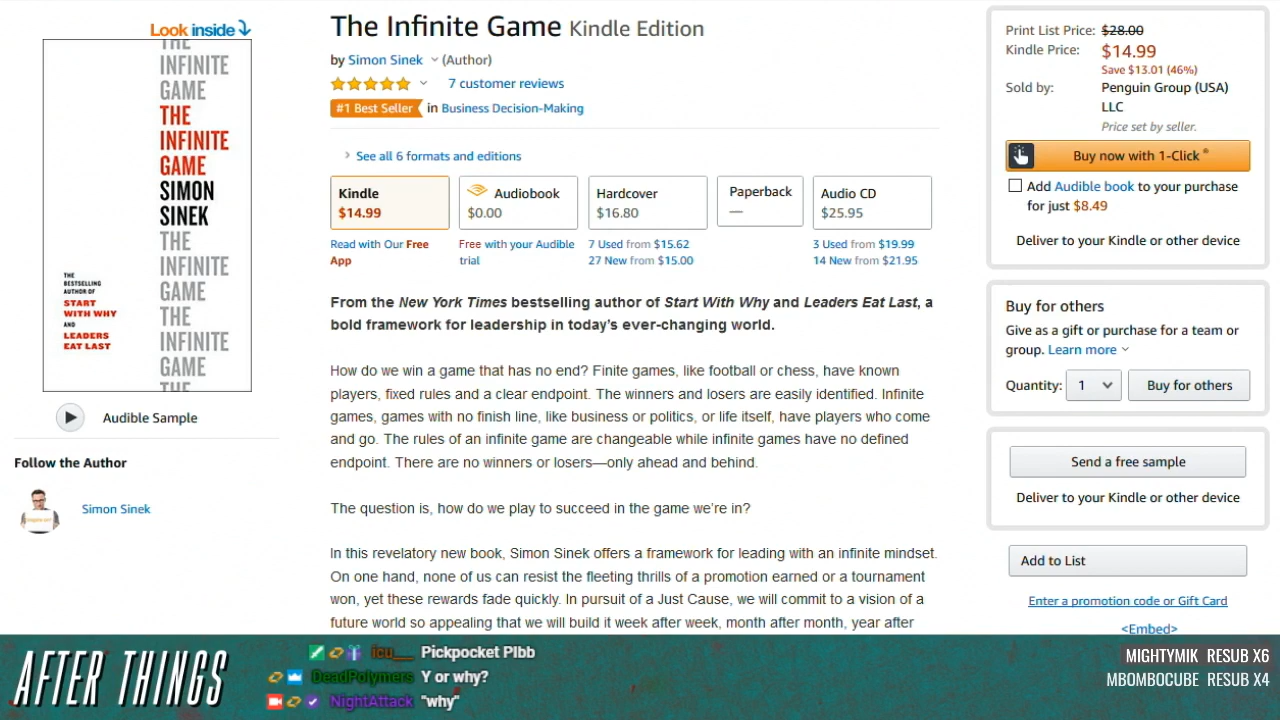 Look inside
THE
INFINITE
GAME
THE
INFINITE
GAME
SIMON
SINEK
THE
INFINITE
GAME
THE
INFINITE
GAME
THE
THE
BESTSELLING
AUTHOR OF
START
WITH WHY
AND
LEADERS
EAT LAST
Audible Sample
Follow the Author
Simon Sinek
The Infinite Game Kindle Edition
by Simon Sinek (Author)
7 customer reviews
#1 Best Seller in Business Decision-Making
See all 6 formats and editions
Kindle
$14.99
Audiobook
$0.00
Hardcover
$16.80
Paperback
—
Audio CD
$25.95
Read with Our Free
App
Free with your Audible
trial
7 Used from $15.62
27 New from $15.00
3 Used from $19.99
14 New from $21.95
From the New York Times bestselling author of Start With Why and Leaders Eat Last, a
bold framework for leadership in today's ever-changing world.
How do we win a game that has no end? Finite games, like football or chess, have known
players, fixed rules and a clear endpoint. The winners and losers are easily identified. Infinite
games, games with no finish line, like business or politics, or life itself, have players who come
and go. The rules of an infinite game are changeable while infinite games have no defined
endpoint. There are no winners or losers—only ahead and behind.
The question is, how do we play to succeed in the game we're in?
In this revelatory new book, Simon Sinek offers a framework for leading with an infinite mindset.
On one hand, none of us can resist the fleeting thrills of a promotion earned or a tournament
won, yet these rewards fade quickly. In pursuit of a Just Cause, we will commit to a vision of a
future world so appealing that we will build it week after week, month after month, year after
Print List Price: $28.00
Kindle Price: $14.99
Save $13.01 (46%)
Sold by: Penguin Group (USA)
LLC
Price set by seller.
Buy now with 1-Click ®
Add Audible book to your purchase
for just $8.49
Deliver to your Kindle or other device
Buy for others
Give as a gift or purchase for a team or
group. Learn more
Quantity: 1 Buy for others
Send a free sample
Deliver to your Kindle or other device
Add to List
Enter a promotion code or Gift Card
<Embed>
AFTER THINGS
icu__ Pickpocket Plbb
DeadPolymers Y or why?
NightAttack "why"
MIGHTYMIK RESUB X6
MBOMBOCUBE RESUB X4